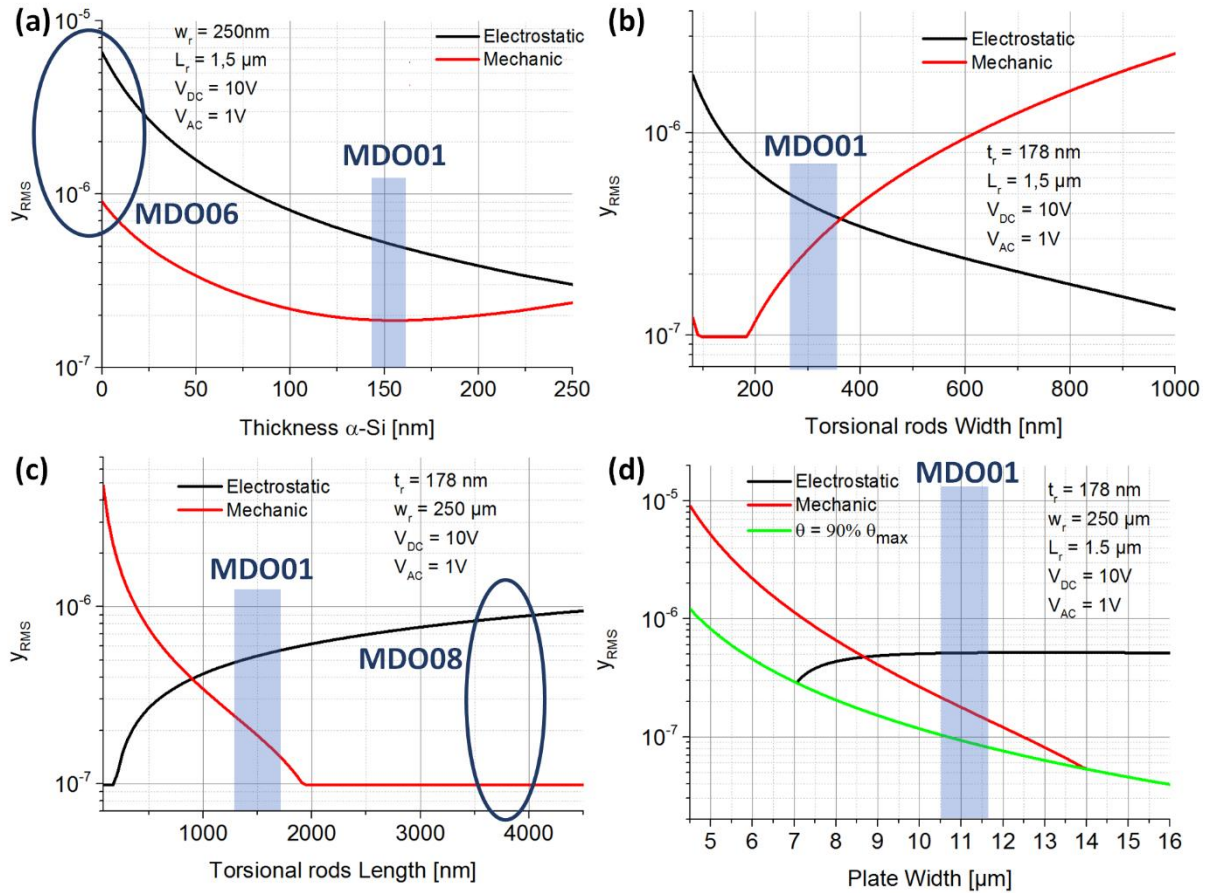 (a)
10⁻⁵
10⁻⁶
10⁻⁷
y_RMS
w_r = 250nm
L_r = 1,5 µm
V_DC = 10V
V_AC = 1V
Electrostatic
Mechanic
MDO01
MDO06
0 50 100 150 200 250
Thickness α-Si [nm]
(b)
10⁻⁶
10⁻⁷
y_RMS
Electrostatic
Mechanic
MDO01
t_r = 178 nm
L_r = 1,5 µm
V_DC = 10V
V_AC = 1V
200 400 600 800 1000
Torsional rods Width [nm]
(c)
10⁻⁶
10⁻⁷
y_RMS
Electrostatic
Mechanic
t_r = 178 nm
w_r = 250 µm
V_DC = 10V
V_AC = 1V
MDO01
MDO08
1000 2000 3000 4000
Torsional rods Length [nm]
(d)
10⁻⁵
10⁻⁶
10⁻⁷
y_RMS
Electrostatic
Mechanic
θ = 90% θ_max
MDO01
t_r = 178 nm
w_r = 250 µm
L_r = 1.5 µm
V_DC = 10V
V_AC = 1V
5 6 7 8 9 10 11 12 13 14 15 16
Plate Width [µm]